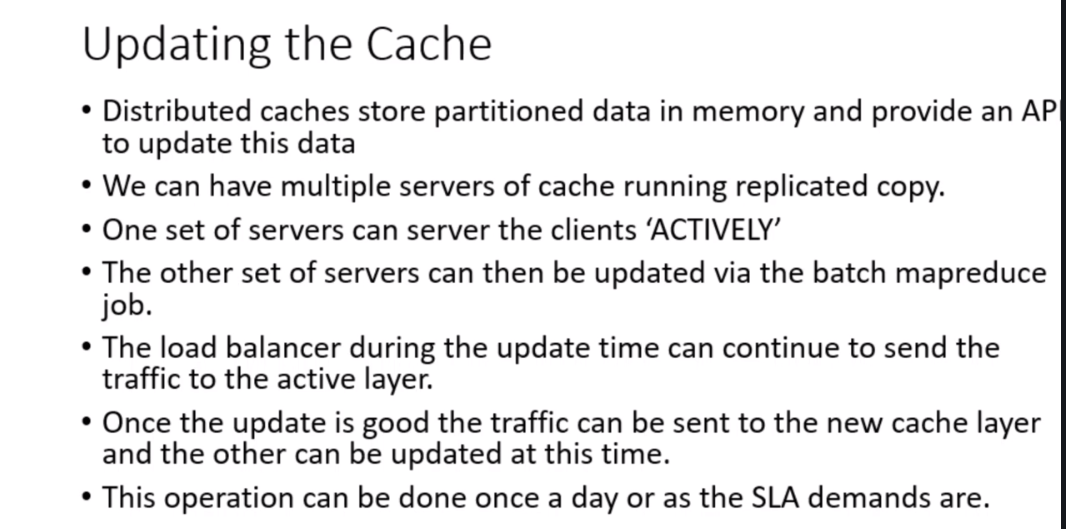 Updating the Cache
• Distributed caches store partitioned data in memory and provide an API
to update this data
• We can have multiple servers of cache running replicated copy.
• One set of servers can server the clients ‘ACTIVELY’
• The other set of servers can then be updated via the batch mapreduce
job.
• The load balancer during the update time can continue to send the
traffic to the active layer.
• Once the update is good the traffic can be sent to the new cache layer
and the other can be updated at this time.
• This operation can be done once a day or as the SLA demands are.